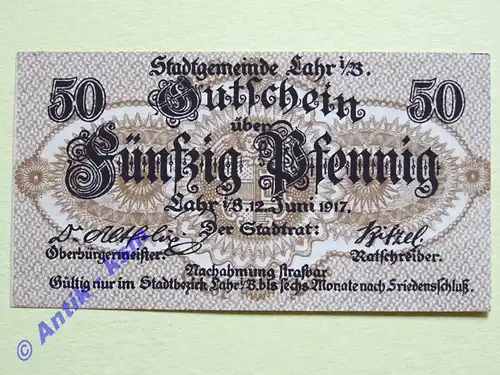 Stadtgemeinde Lahr i/B.
50 Gutschein 50
über
Fünfzig Pfennig
Lahr i/B. 12. Juni 1917.
Der Stadtrat:
Oberbürgermeister. Ratschreiber.
Nachahmung strafbar
Gültig nur im Stadtbezirk Lahr i/B. bis sechs Monate nach Friedensschluß.